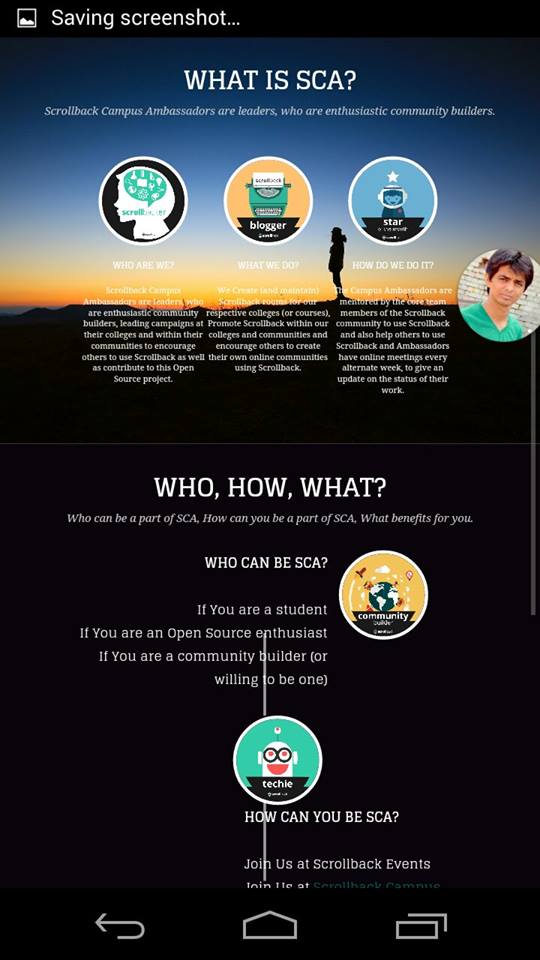 Saving screenshot...
WHAT IS SCA?
Scrollback Campus Ambassadors are leaders, who are enthusiastic community builders.
scrollbacker
scrollback
blogger
star
WHO ARE WE?
WHAT WE DO?
HOW DO WE DO IT?
Scrollback Campus
Ambassadors are leaders, who
are enthusiastic community
builders, leading campaigns at
their colleges and within their
communities to encourage
others to use Scrollback as well
as contribute to this Open
Source project.
We Create (and maintain)
Scrollback rooms for our
respective colleges (or courses),
Promote Scrollback within our
colleges and communities and
encourage others to create
their own online communities
using Scrollback.
The Campus Ambassadors are
mentored by the core team
members of the Scrollback
community to use Scrollback
and also help others to use
Scrollback and Ambassadors
have online meetings every
alternate week, to give an
update on the status of their
work.
WHO, HOW, WHAT?
Who can be a part of SCA, How can you be a part of SCA, What benefits for you.
WHO CAN BE SCA?
If You are a student
If You are an Open Source enthusiast
If You are a community builder (or
willing to be one)
community
builder
techie
HOW CAN YOU BE SCA?
Join Us at Scrollback Events
Join Us at Scrollback Campus